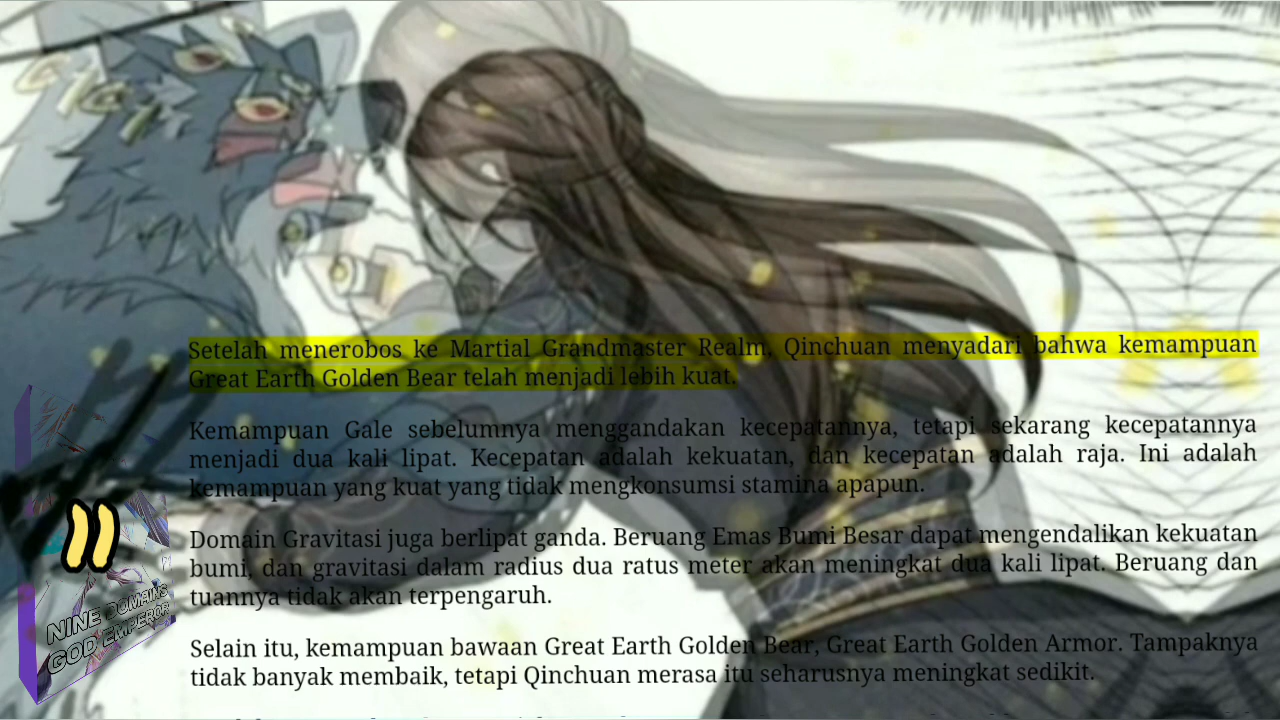 Setelah menerobos ke Martial Grandmaster Realm, Qinchuan menyadari bahwa kemampuan
Great Earth Golden Bear telah menjadi lebih kuat.
Kemampuan Gale sebelumnya menggandakan kecepatannya, tetapi sekarang kecepatannya
menjadi dua kali lipat. Kecepatan adalah kekuatan, dan kecepatan adalah raja. Ini adalah
kemampuan yang kuat yang tidak mengkonsumsi stamina apapun.
Domain Gravitasi juga berlipat ganda. Beruang Emas Bumi Besar dapat mengendalikan kekuatan
bumi, dan gravitasi dalam radius dua ratus meter akan meningkat dua kali lipat. Beruang dan
tuannya tidak akan terpengaruh.
Selain itu, kemampuan bawaan Great Earth Golden Bear, Great Earth Golden Armor. Tampaknya
tidak banyak membaik, tetapi Qinchuan merasa itu seharusnya meningkat sedikit.
NINE DOMAINS
GOD EMPEROR